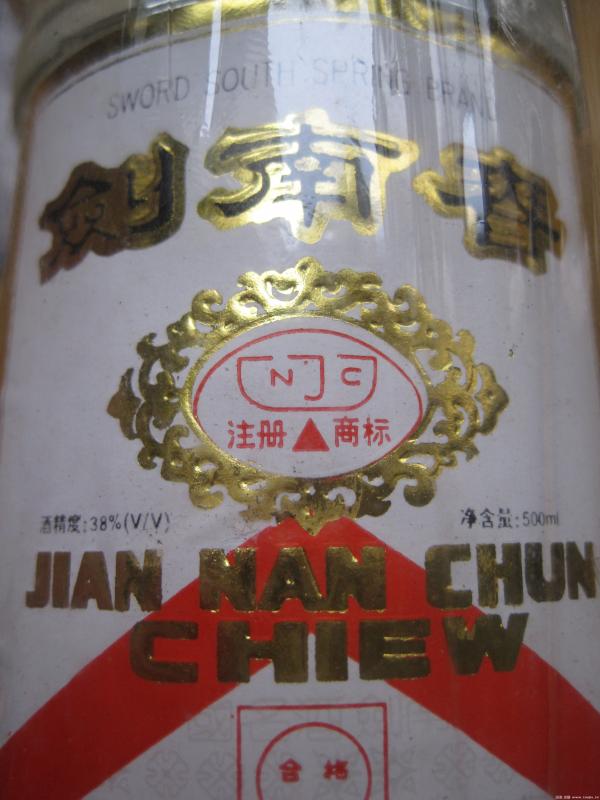 SWORD SOUTH SPRING BRAND
劍南春
NJC
注册 商标
酒精度:38%(V/V)
净含量:500ml
JIAN NAN CHUN
CHIEW
合格